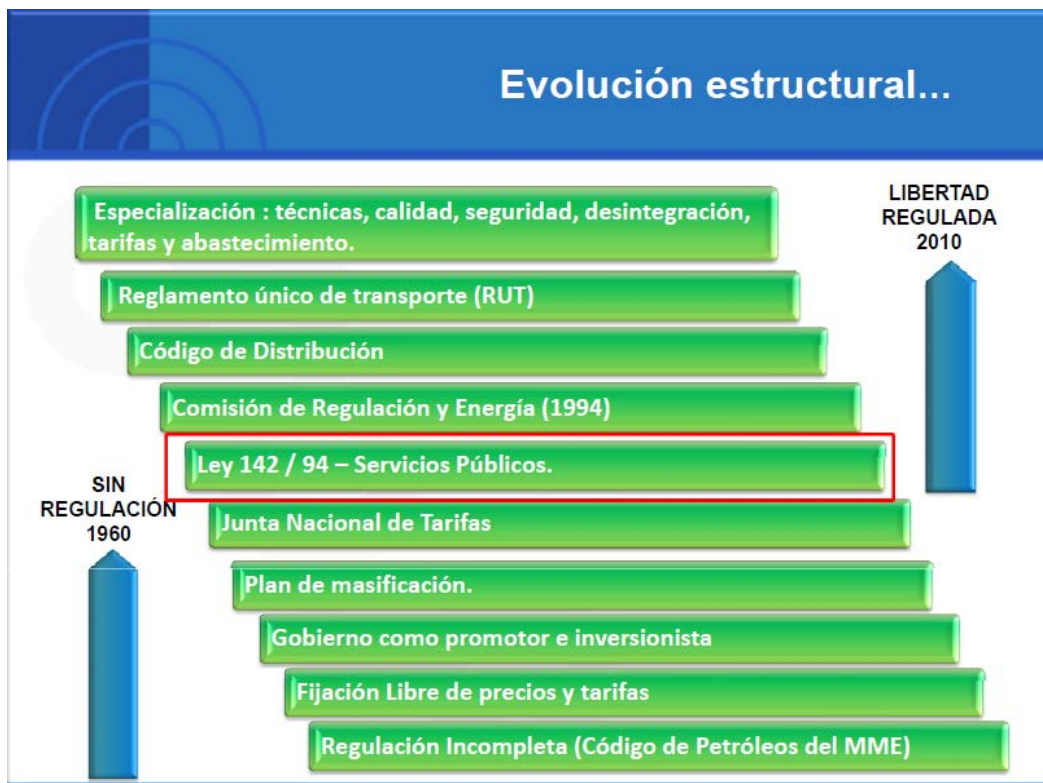 Evolución estructural...
LIBERTAD
REGULADA
2010
Especialización : técnicas, calidad, seguridad, desintegración,
tarifas y abastecimiento.
Reglamento único de transporte (RUT)
Código de Distribución
Comisión de Regulación y Energía (1994)
Ley 142 / 94 – Servicios Públicos.
SIN
REGULACIÓN
1960
Junta Nacional de Tarifas
Plan de masificación.
Gobierno como promotor e inversionista
Fijación Libre de precios y tarifas
Regulación Incompleta (Código de Petróleos del MME)